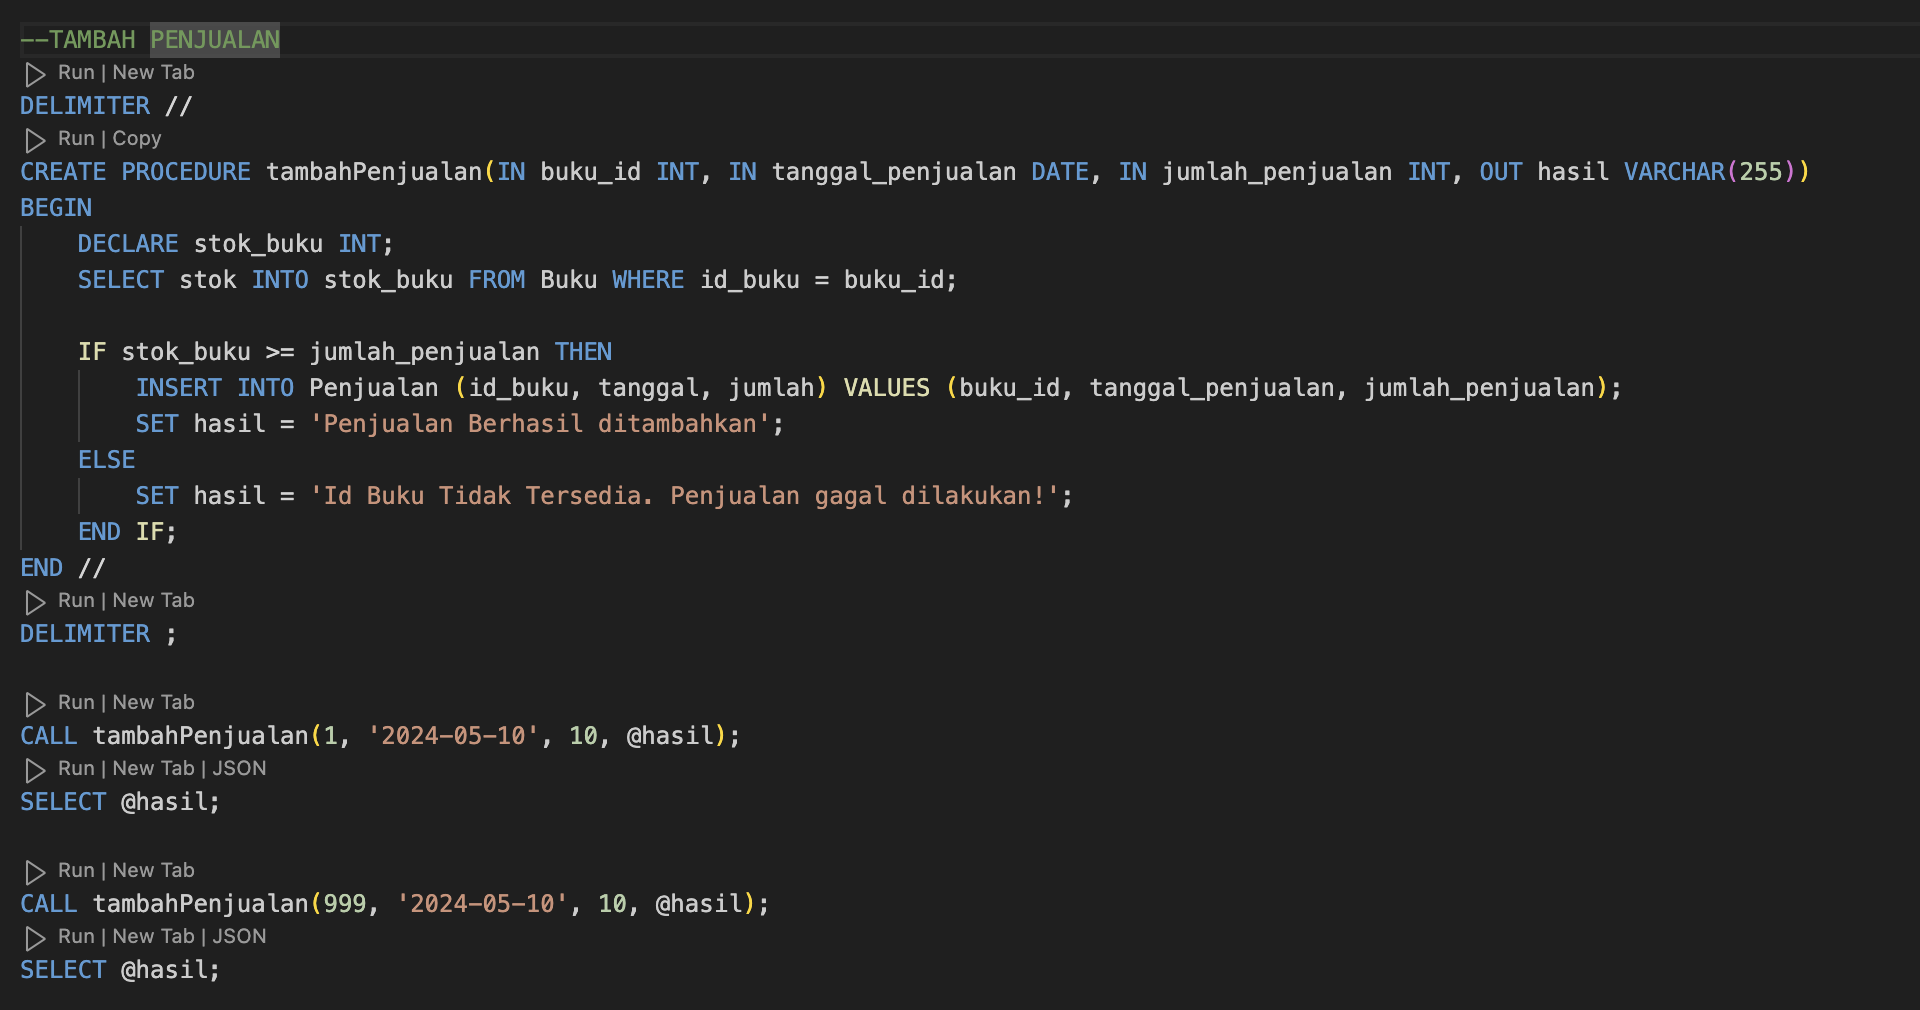 --TAMBAH PENJUALAN
Run | New Tab
DELIMITER //
Run | Copy
CREATE PROCEDURE tambahPenjualan(IN buku_id INT, IN tanggal_penjualan DATE, IN jumlah_penjualan INT, OUT hasil VARCHAR(255))
BEGIN
    DECLARE stok_buku INT;
    SELECT stok INTO stok_buku FROM Buku WHERE id_buku = buku_id;
    IF stok_buku >= jumlah_penjualan THEN
        INSERT INTO Penjualan (id_buku, tanggal, jumlah) VALUES (buku_id, tanggal_penjualan, jumlah_penjualan);
        SET hasil = 'Penjualan Berhasil ditambahkan';
    ELSE
        SET hasil = 'Id Buku Tidak Tersedia. Penjualan gagal dilakukan!';
    END IF;
END //
Run | New Tab
DELIMITER ;
Run | New Tab
CALL tambahPenjualan(1, '2024-05-10', 10, @hasil);
Run | New Tab | JSON
SELECT @hasil;
Run | New Tab
CALL tambahPenjualan(999, '2024-05-10', 10, @hasil);
Run | New Tab | JSON
SELECT @hasil;